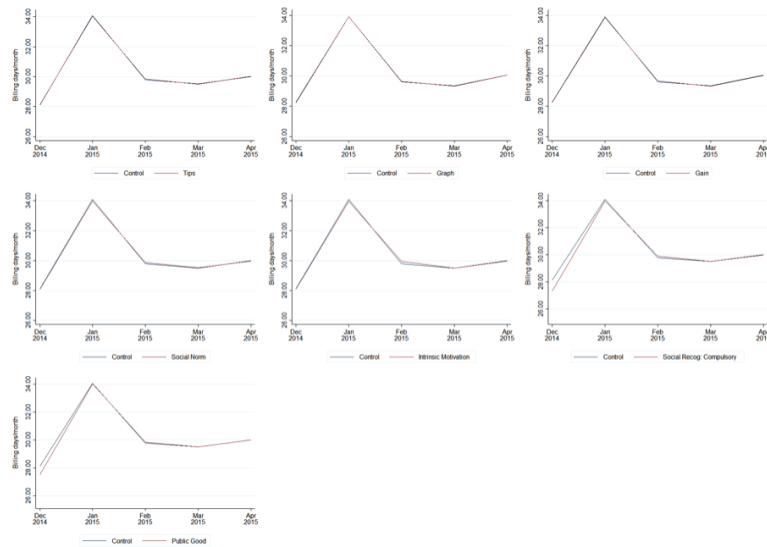 Billing days/month
34.00
32.00
30.00
28.00
26.00
Dec Jan Feb Mar Apr
2014 2015 2015 2015 2015
Control Tips
Billing days/month
34.00
32.00
30.00
28.00
26.00
Dec Jan Feb Mar Apr
2014 2015 2015 2015 2015
Control Graph
Billing days/month
34.00
32.00
30.00
28.00
26.00
Dec Jan Feb Mar Apr
2014 2015 2015 2015 2015
Control Gain
Billing days/month
34.00
32.00
30.00
28.00
26.00
Dec Jan Feb Mar Apr
2014 2015 2015 2015 2015
Control Social Norm
Billing days/month
34.00
32.00
30.00
28.00
26.00
Dec Jan Feb Mar Apr
2014 2015 2015 2015 2015
Control Intrinsic Motivation
Billing days/month
34.00
32.00
30.00
28.00
26.00
Dec Jan Feb Mar Apr
2014 2015 2015 2015 2015
Control Social Recog: Compulsory
Billing days/month
34.00
32.00
30.00
28.00
26.00
Dec Jan Feb Mar Apr
2014 2015 2015 2015 2015
Control Public Good